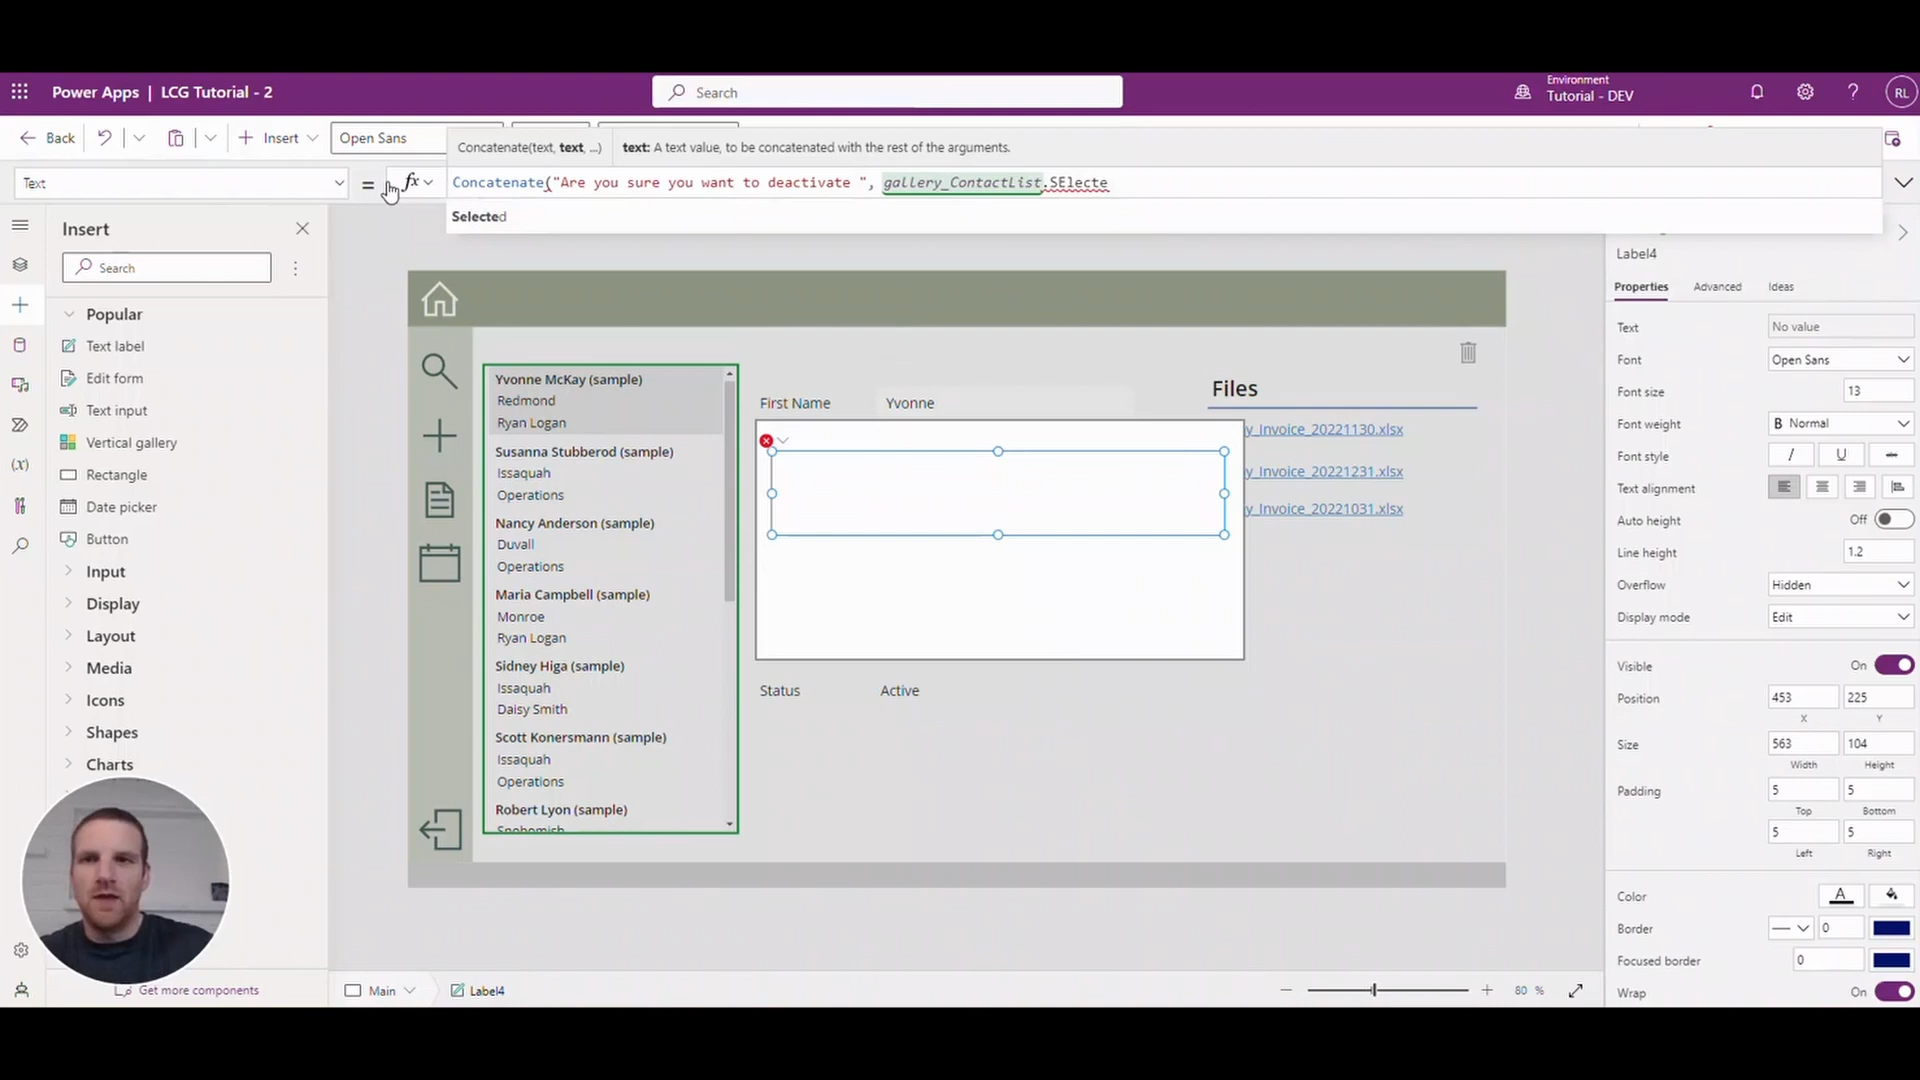 Power Apps | LCG Tutorial - 2
Search
Environment
Tutorial - DEV
RL
Back
Insert
Open Sans
Concatenate(text, text, ...)
text: A text value, to be concatenated with the rest of the arguments.
Text
=
fx
Concatenate("Are you sure you want to deactivate ", gallery_ContactList.SElecte
Selected
Insert
Search
Popular
Text label
Edit form
Text input
Vertical gallery
Rectangle
Date picker
Button
Input
Display
Layout
Media
Icons
Shapes
Charts
Get more components
Yvonne McKay (sample)
Redmond
Ryan Logan
Susanna Stubberod (sample)
Issaquah
Operations
Nancy Anderson (sample)
Duvall
Operations
Maria Campbell (sample)
Monroe
Ryan Logan
Sidney Higa (sample)
Issaquah
Daisy Smith
Scott Konersmann (sample)
Issaquah
Operations
Robert Lyon (sample)
Snohomish
First Name
Yvonne
Status
Active
Files
y_Invoice_20221130.xlsx
y_Invoice_20221231.xlsx
y_Invoice_20221031.xlsx
Main
Label4
80 %
Label4
Properties
Advanced
Ideas
Text
No value
Font
Open Sans
Font size
13
Font weight
B Normal
Font style
/
U
Text alignment
Auto height
Off
Line height
1.2
Overflow
Hidden
Display mode
Edit
Visible
On
Position
453
225
X
Y
Size
563
104
Width
Height
Padding
5
5
Top
Bottom
5
5
Left
Right
Color
A
Border
0
Focused border
0
Wrap
On